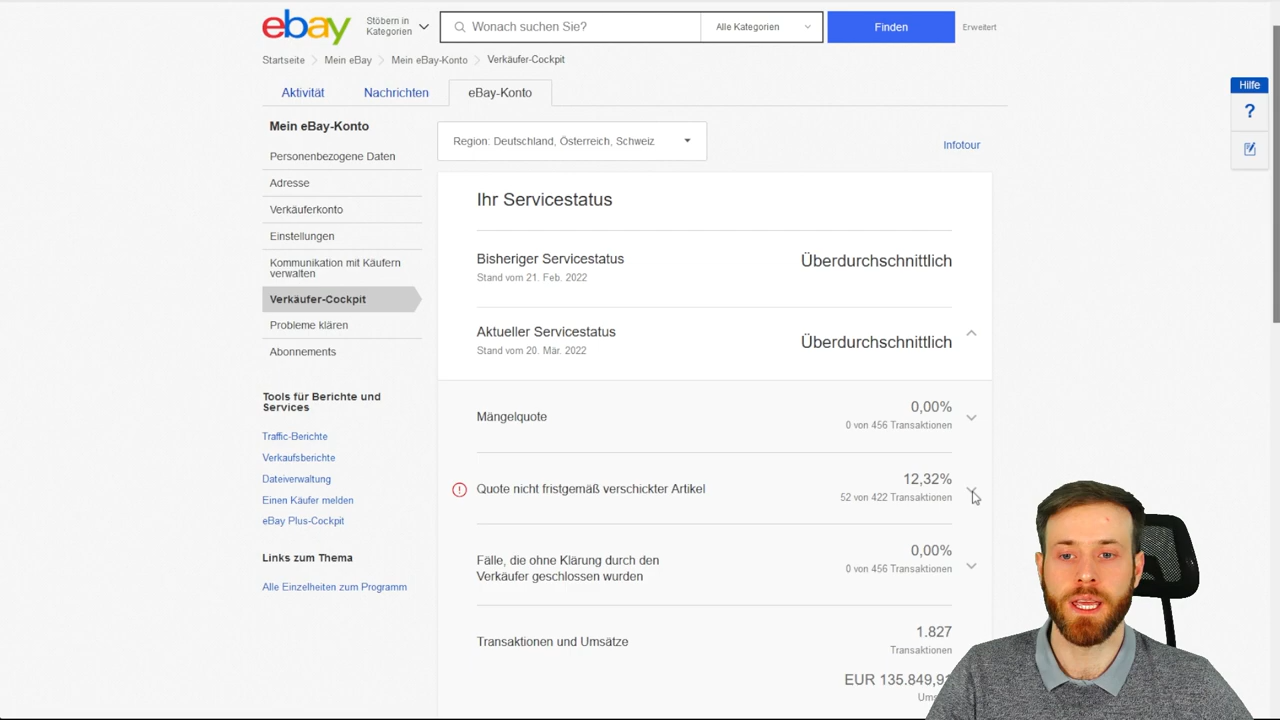 ebay
Stöbern in
Kategorien
Wonach suchen Sie?
Alle Kategorien
Finden
Erweitert
Startseite
Mein eBay
Mein eBay-Konto
Verkäufer-Cockpit
Aktivität
Nachrichten
eBay-Konto
Hilfe
?
Mein eBay-Konto
Personenbezogene Daten
Adresse
Verkäuferkonto
Einstellungen
Kommunikation mit Käufern
verwalten
Verkäufer-Cockpit
Probleme klären
Abonnements
Tools für Berichte und
Services
Traffic-Berichte
Verkaufsberichte
Dateiverwaltung
Einen Käufer melden
eBay Plus-Cockpit
Links zum Thema
Alle Einzelheiten zum Programm
Region: Deutschland, Österreich, Schweiz
Infotour
Ihr Servicestatus
Bisheriger Servicestatus
Überdurchschnittlich
Stand vom 21. Feb. 2022
Aktueller Servicestatus
Überdurchschnittlich
Stand vom 20. Mär. 2022
Mängelquote
0,00%
0 von 456 Transaktionen
Quote nicht fristgemäß verschickter Artikel
12,32%
52 von 422 Transaktionen
Fälle, die ohne Klärung durch den
Verkäufer geschlossen wurden
0,00%
0 von 456 Transaktionen
Transaktionen und Umsätze
1.827
Transaktionen
EUR 135.849,9